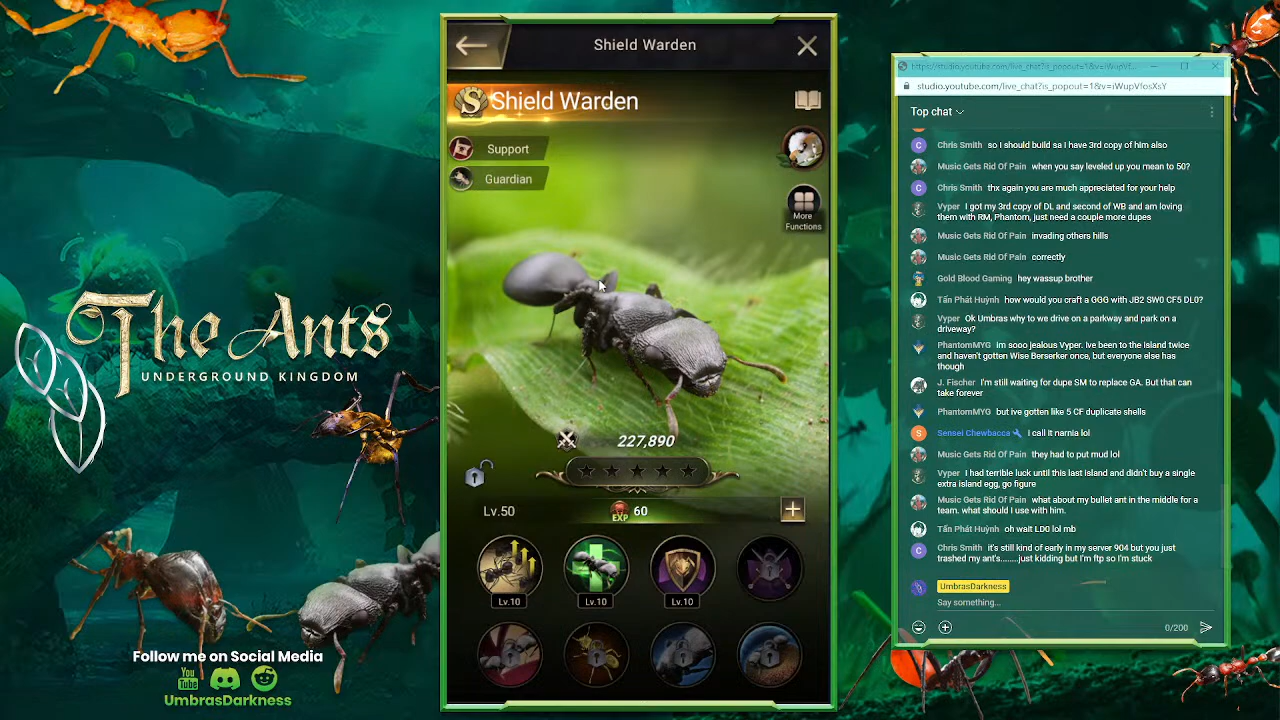 The Ants
UNDERGROUND KINGDOM
Follow me on Social Media
You
Tube
UmbrasDarkness
Shield Warden
S
Shield Warden
Support
Guardian
More
Functions
227,890
Lv.50
EXP
60
Lv.10
Lv.10
Lv.10
studio.youtube.com/live_chat?is_popout=1&v=iWupVfosXsY
Top chat
C Chris Smith so I should build sa I have 3rd copy of him also
Music Gets Rid Of Pain when you say leveled up you mean to 50?
C Chris Smith thx again you are much appreciated for your help
Vyper I got my 3rd copy of DL and second of WB and am loving
them with RM, Phantom, just need a couple more dupes
Music Gets Rid Of Pain invading others hills
Music Gets Rid Of Pain correctly
Gold Blood Gaming hey wassup brother
Tấn Phát Huỳnh how would you craft a GGG with JB2 SW0 CF5 DL0?
Vyper Ok Umbras why to we drive on a parkway and park on a
driveway?
PhantomMYG im sooo jealous Vyper. Ive been to the Island twice
and haven't gotten Wise Berserker once, but everyone else has
though
J. Fischer I'm still waiting for dupe SM to replace GA. But that can
take forever
PhantomMYG but ive gotten like 5 CF duplicate shells
S Sensei Chewbacca I call it narnia lol
Music Gets Rid Of Pain they had to put mud lol
Vyper I had terrible luck until this last island and didn't buy a single
extra island egg, go figure
Music Gets Rid Of Pain what about my bullet ant in the middle for a
team. what should I use with him.
Tấn Phát Huỳnh oh wait LD0 lol mb
C Chris Smith it's still kind of early in my server 904 but you just
trashed my ant's........just kidding but I'm ftp so I'm stuck
UmbrasDarkness
Say something...
0/200